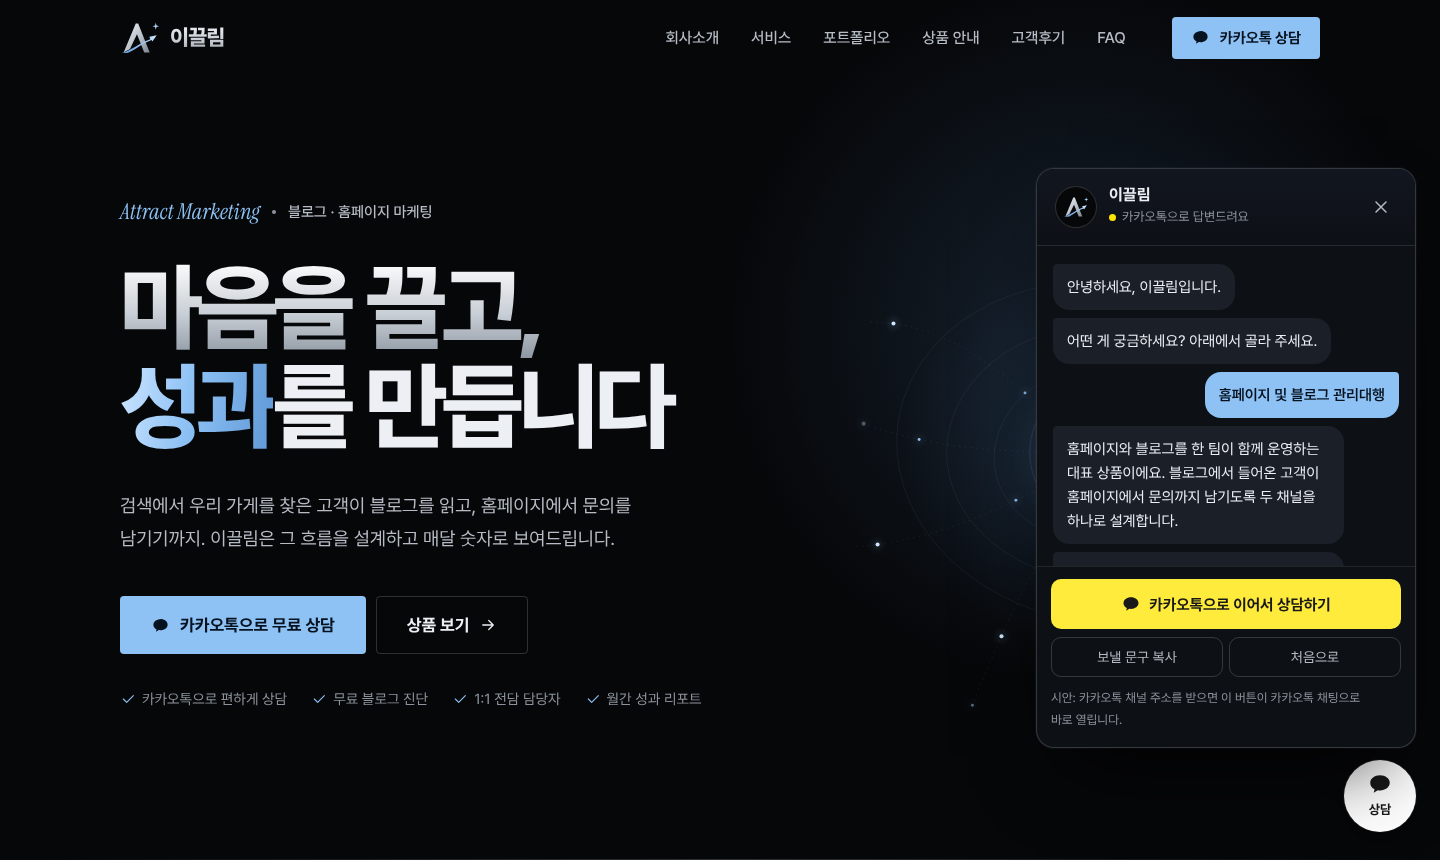 이끌림
회사소개
서비스
포트폴리오
상품 안내
고객후기
FAQ
카카오톡 상담
Attract Marketing • 블로그 · 홈페이지 마케팅
마음을 끌고,
성과를 만듭니다
검색에서 우리 가게를 찾은 고객이 블로그를 읽고, 홈페이지에서 문의를
남기기까지. 이끌림은 그 흐름을 설계하고 매달 숫자로 보여드립니다.
카카오톡으로 무료 상담
상품 보기
카카오톡으로 편하게 상담
무료 블로그 진단
1:1 전담 담당자
월간 성과 리포트
이끌림
카카오톡으로 답변드려요
안녕하세요, 이끌림입니다.
어떤 게 궁금하세요? 아래에서 골라 주세요.
홈페이지 및 블로그 관리대행
홈페이지와 블로그를 한 팀이 함께 운영하는
대표 상품이에요. 블로그에서 들어온 고객이
홈페이지에서 문의까지 남기도록 두 채널을
하나로 설계합니다.
카카오톡으로 이어서 상담하기
보낼 문구 복사
처음으로
시안: 카카오톡 채널 주소를 받으면 이 버튼이 카카오톡 채팅으로
바로 열립니다.
상담